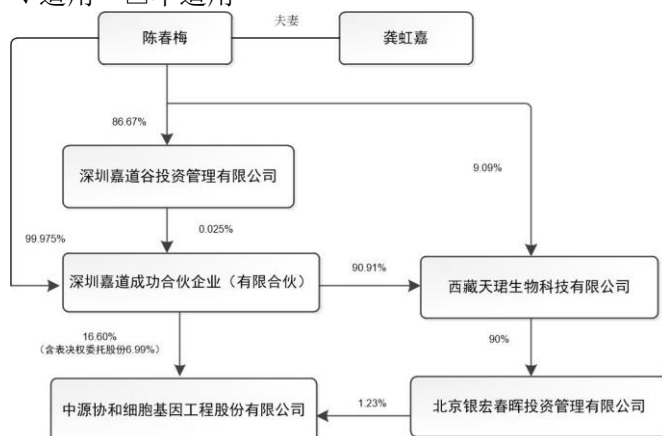 陈春梅
夫妻
龚虹嘉
86.67%
深圳嘉道谷投资管理有限公司
9.09%
0.025%
99.975%
深圳嘉道成功合伙企业（有限合伙）
90.91%
西藏天珺生物科技有限公司
16.60%
（含表决权委托股份6.99%）
90%
中源协和细胞基因工程股份有限公司
1.23%
北京银宏春晖投资管理有限公司